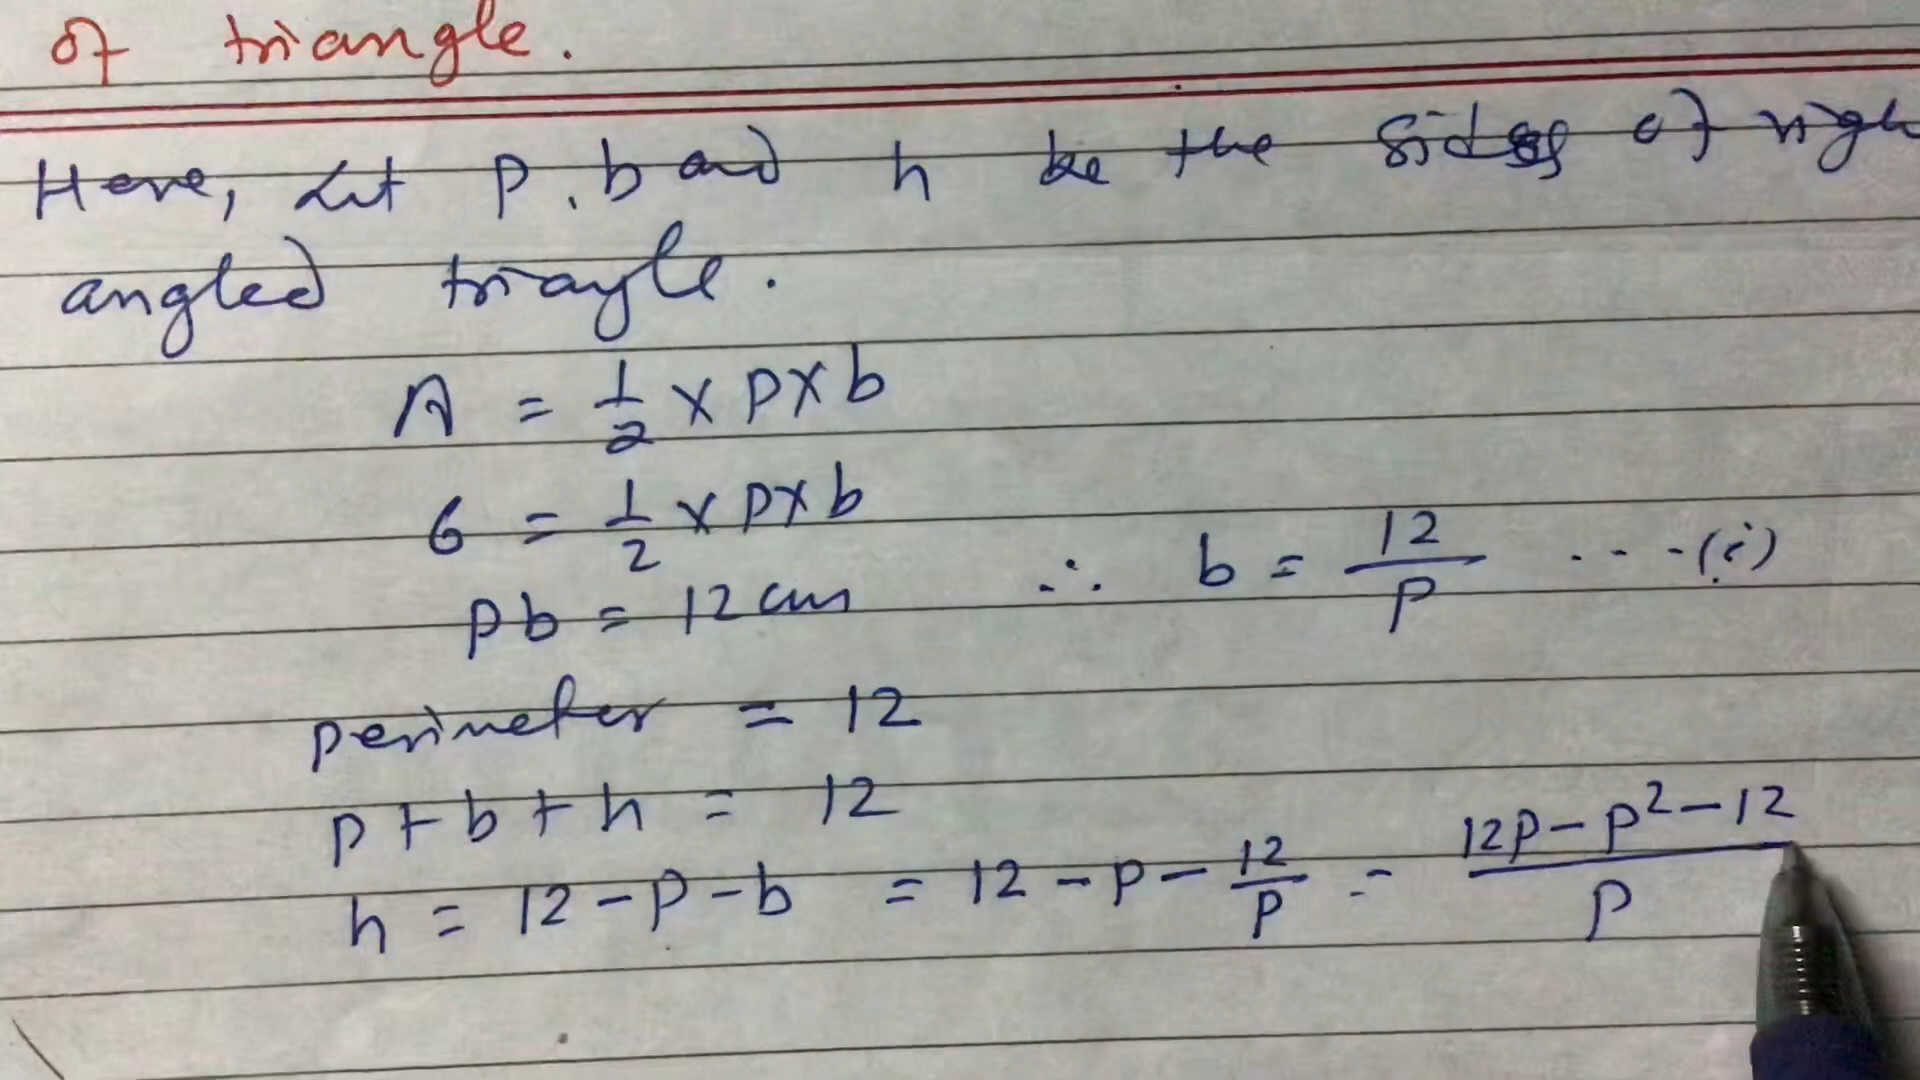 of triangle.
Here, Let p, b and h be the sides of righ
angled triangle.
A = 1/2 × p × b
6 = 1/2 × p × b
pb = 12 cm ∴ b = 12/p ---(i)
perimeter = 12
p + b + h = 12
h = 12 - p - b = 12 - p - 12/p = (12p - p² - 12)/p